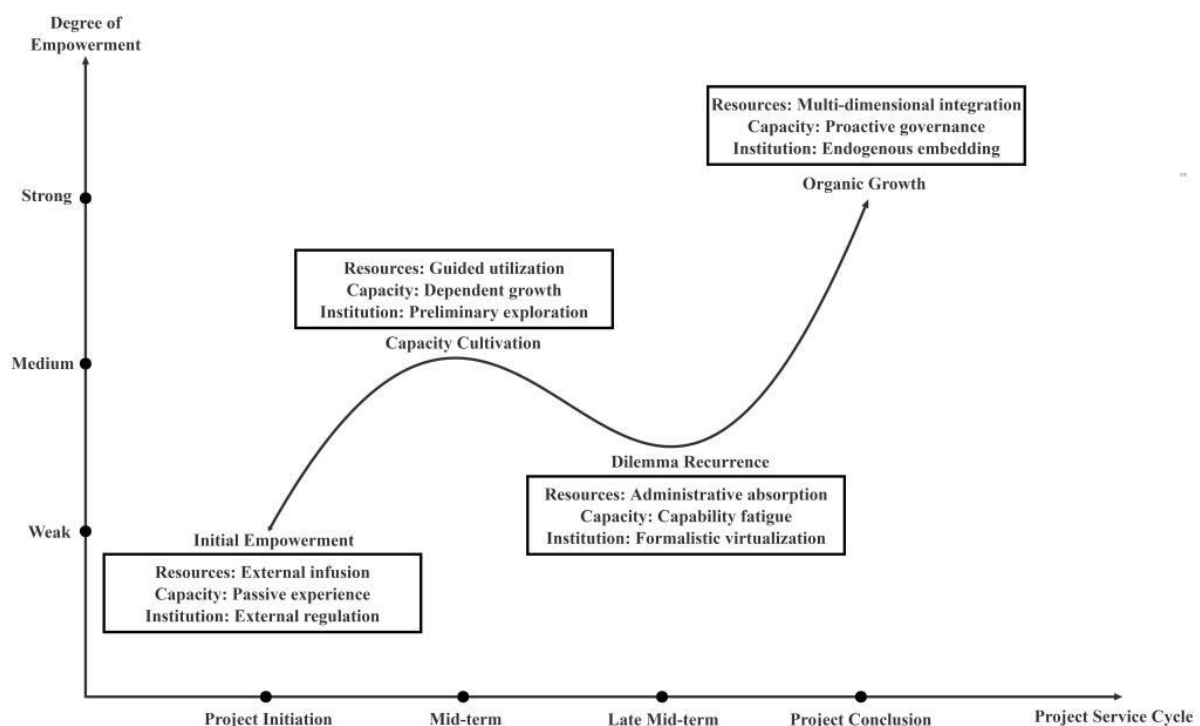 Degree of
Empowerment
Resources: Multi-dimensional integration
Capacity: Proactive governance
Institution: Endogenous embedding
Organic Growth
Strong
Resources: Guided utilization
Capacity: Dependent growth
Institution: Preliminary exploration
Capacity Cultivation
Medium
Dilemma Recurrence
Resources: Administrative absorption
Capacity: Capability fatigue
Institution: Formalistic virtualization
Weak
Initial Empowerment
Resources: External infusion
Capacity: Passive experience
Institution: External regulation
Project Initiation
Mid-term
Late Mid-term
Project Conclusion
Project Service Cycle